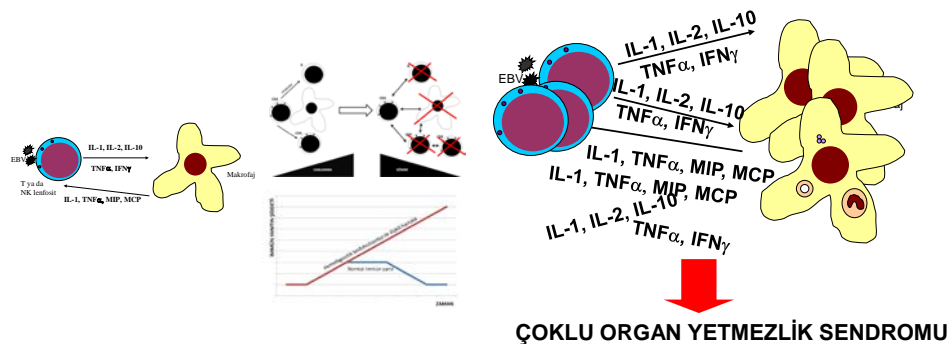 EBV
IL-1, IL-2, IL-10
TNFα, IFNγ
T ya da
NK lenfosit
IL-1, TNFα, MIP, MCP
Makrofaj
Normal immün yanıt
ZAMAN
EBV
IL-1, IL-2, IL-10
TNFα, IFNγ
IL-1, IL-2, IL-10
TNFα, IFNγ
IL-1, TNFα, MIP, MCP
IL-1, TNFα, MIP, MCP
IL-1, IL-2, IL-10
TNFα, IFNγ
ÇOKLU ORGAN YETMEZLİK SENDROMU